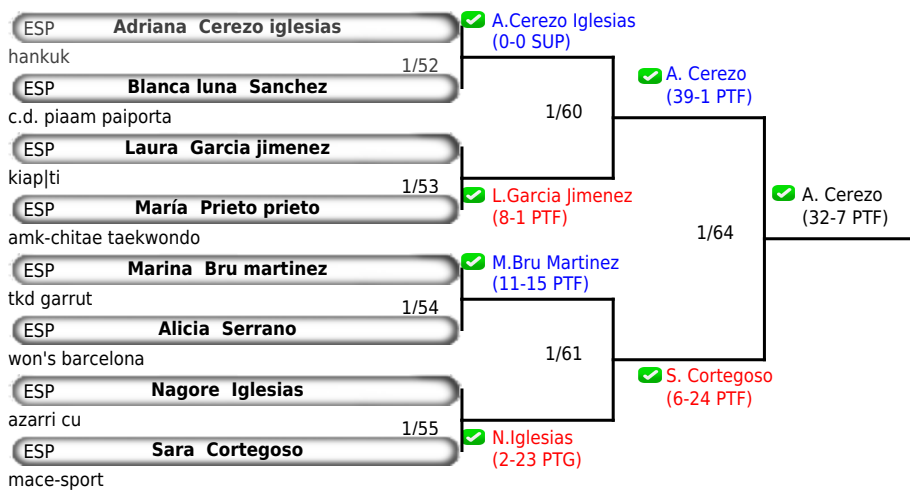 ESP Adriana Cerezo iglesias
hankuk
1/52
ESP Blanca luna Sanchez
c.d. piaam paiporta
ESP Laura Garcia jimenez
kiap|ti
1/53
ESP María Prieto prieto
amk-chitae taekwondo
ESP Marina Bru martinez
tkd garrut
1/54
ESP Alicia Serrano
won's barcelona
ESP Nagore Iglesias
azarri cu
1/55
ESP Sara Cortegoso
mace-sport
A.Cerezo Iglesias
(0-0 SUP)
1/60
L.Garcia Jimenez
(8-1 PTF)
M.Bru Martinez
(11-15 PTF)
1/61
N.Iglesias
(2-23 PTG)
A. Cerezo
(39-1 PTF)
1/64
S. Cortegoso
(6-24 PTF)
A. Cerezo
(32-7 PTF)